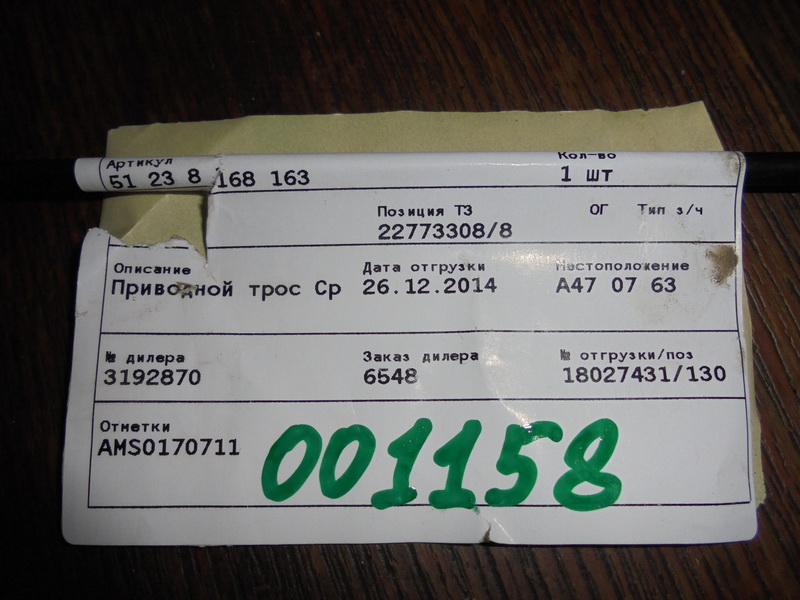 Артикул Кол-во
51 23 8 168 163 1 шт
Позиция ТЗ ОГ Тип з/ч
22773308/8
Описание Дата отгрузки Местоположение
Приводной трос Ср 26.12.2014 A47 07 63
№ дилера Заказ дилера № отгрузки/поз
3192870 6548 18027431/130
Отметки
AMS0170711
001158